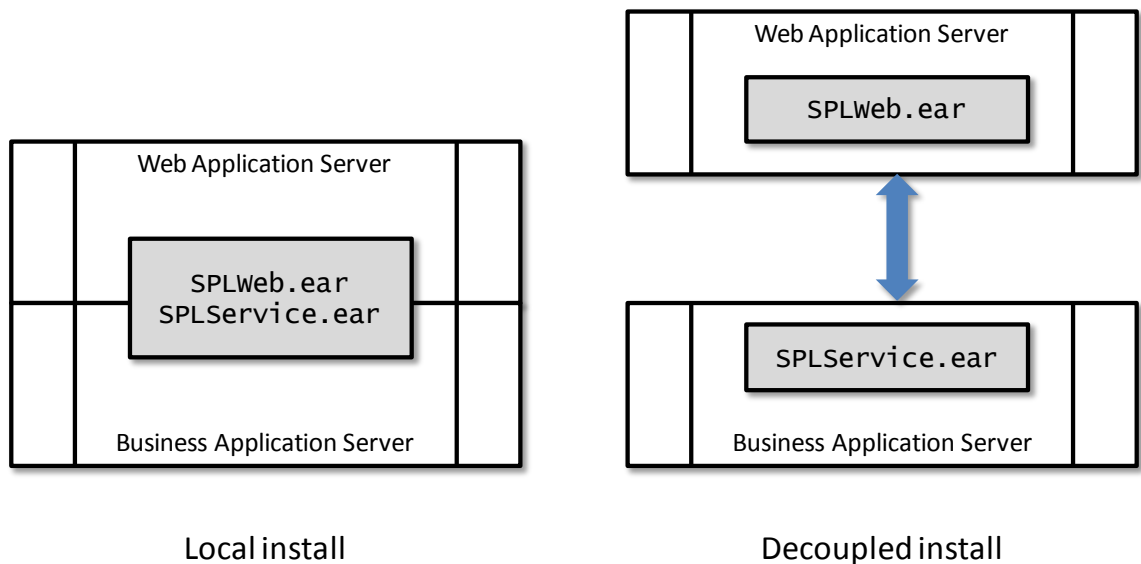 Web Application Server
SPLWeb.ear
SPLService.ear
Business Application Server
Local install
Web Application Server
SPLWeb.ear
SPLService.ear
Business Application Server
Decoupled install